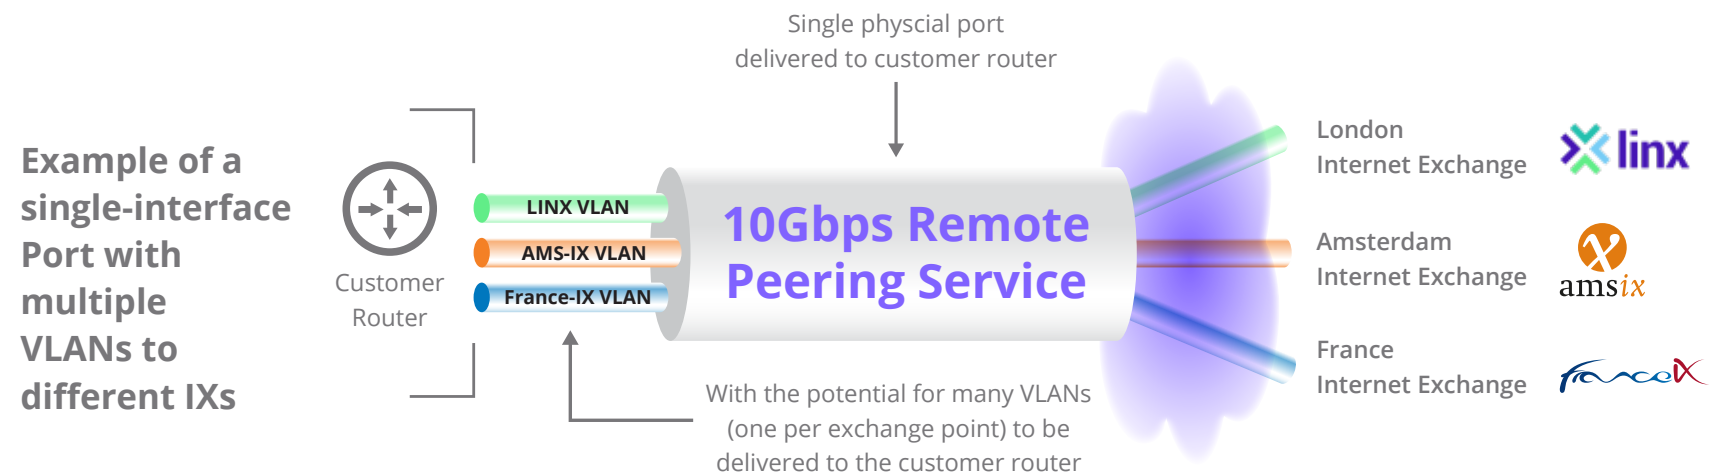 Example of a
single-interface
Port with
multiple
VLANs to
different IXs
Customer
Router
LINX VLAN
AMS-IX VLAN
France-IX VLAN
Single physcial port
delivered to customer router
10Gbps Remote
Peering Service
With the potential for many VLANs
(one per exchange point) to be
delivered to the customer router
London
Internet Exchange
linx
Amsterdam
Internet Exchange
amsix
France
Internet Exchange
franceix